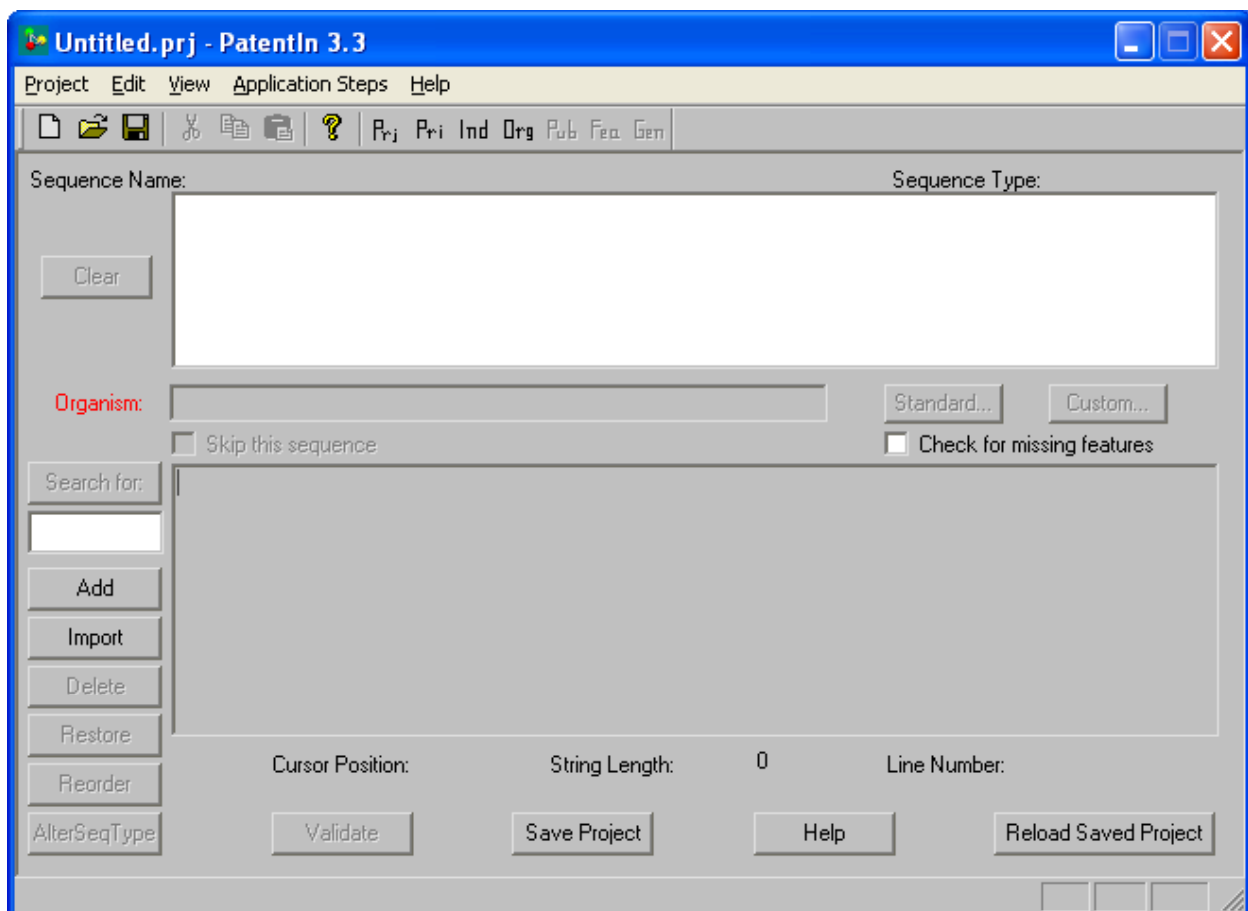 Untitled.prj - PatentIn 3.3
Project Edit View Application Steps Help
Prj Pri Ind Org Pub Fea Gen
Sequence Name: Sequence Type:
Clear
Organism: Standard... Custom...
Skip this sequence Check for missing features
Search for:
Add
Import
Delete
Restore
Cursor Position: String Length: 0 Line Number:
Reorder
AlterSeqType Validate Save Project Help Reload Saved Project